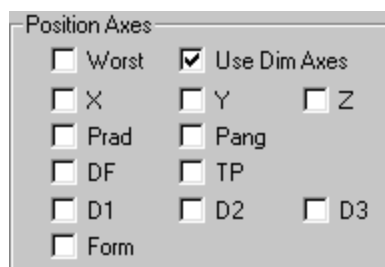 Position Axes
Worst Use Dim Axes
X Y Z
Prad Pang
DF TP
D1 D2 D3
Form